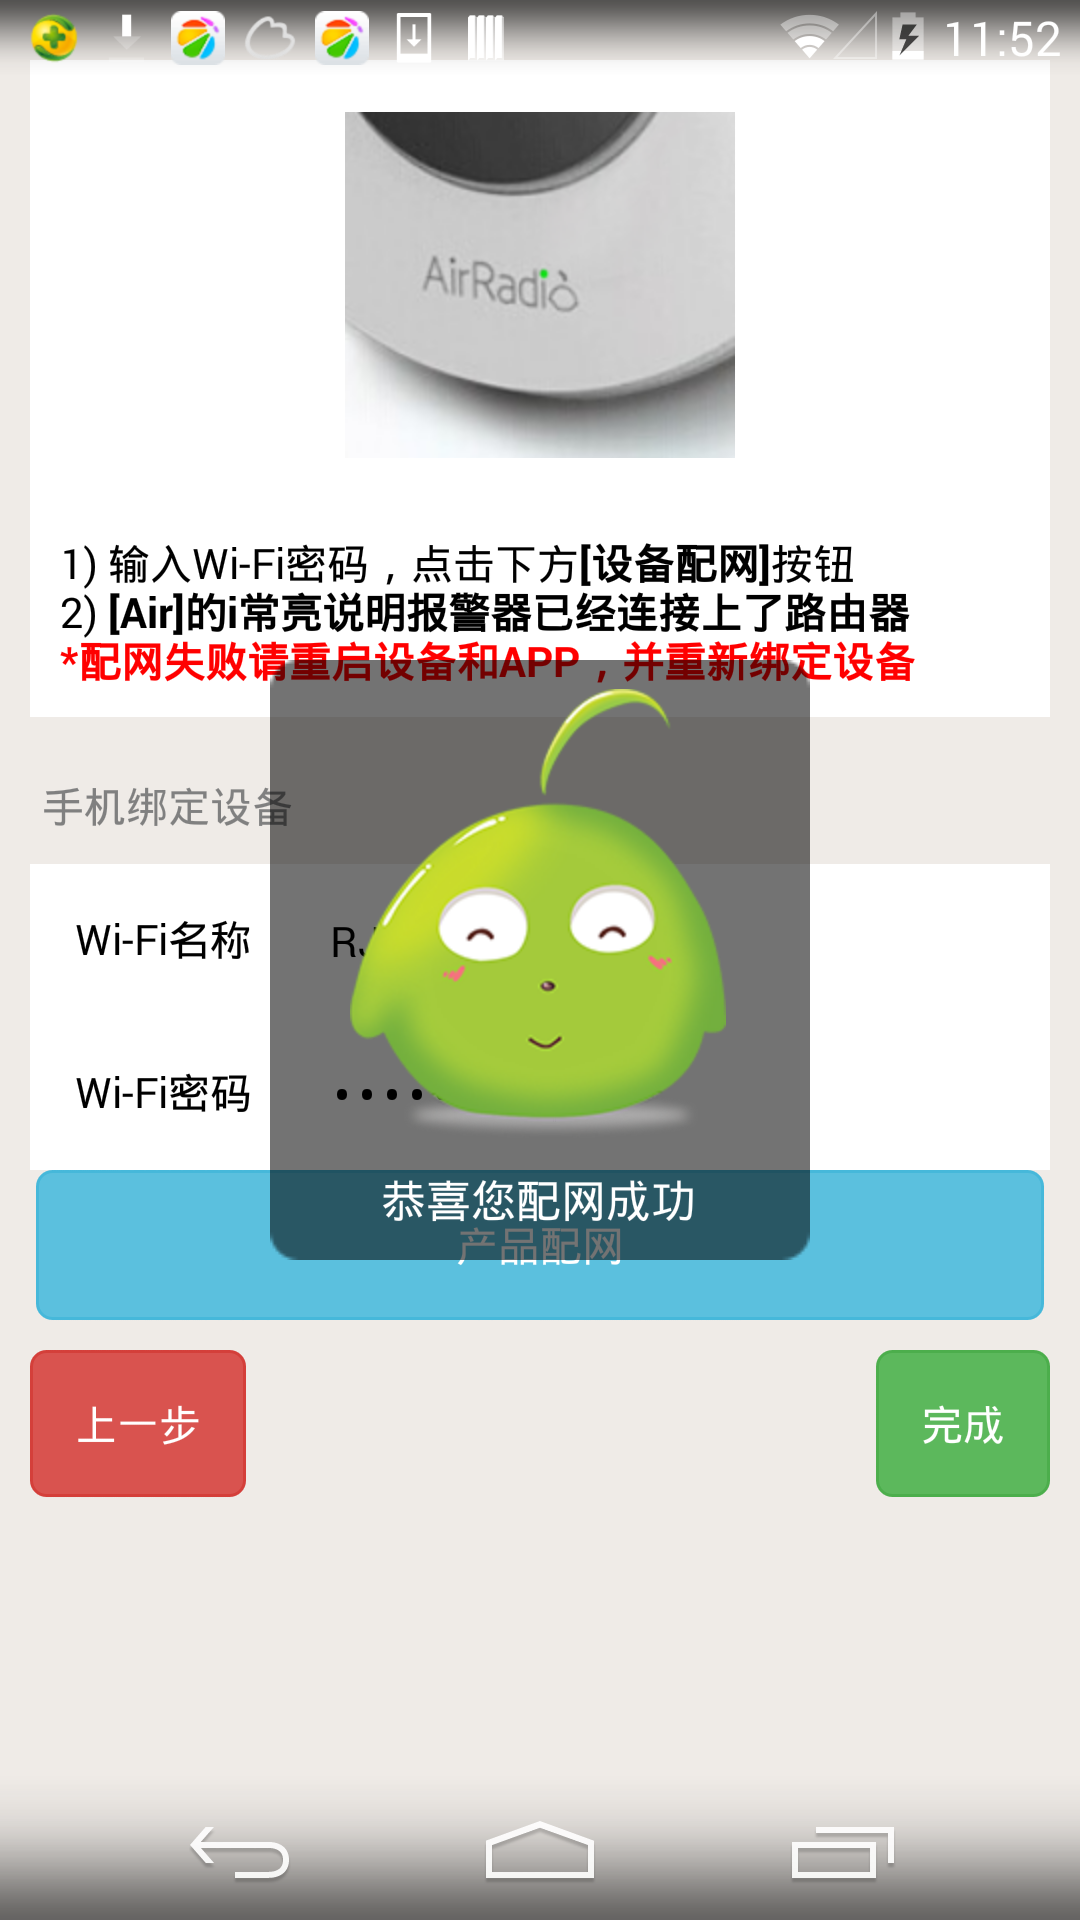 11:52
AirRadio
1) 输入Wi-Fi密码，点击下方[设备配网]按钮
2) [Air]的i常亮说明报警器已经连接上了路由器
*配网失败请重启设备和APP，并重新绑定设备
手机绑定设备
Wi-Fi名称
Wi-Fi密码 •••••
恭喜您配网成功
产品配网
上一步 完成